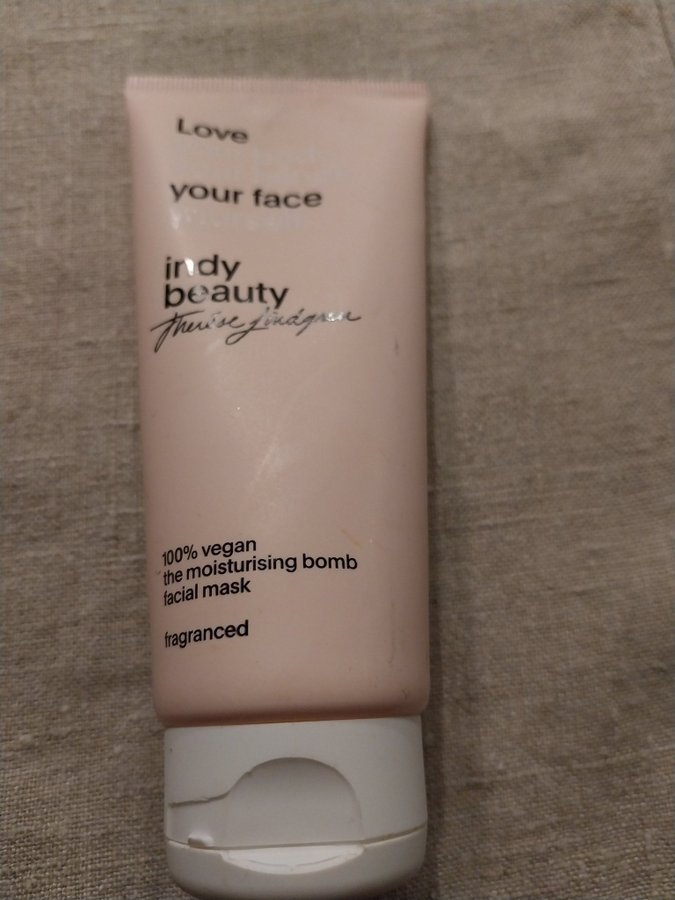 Love
your face
indy
beauty
Therése Lindgren
100% vegan
the moisturising bomb
facial mask
fragranced